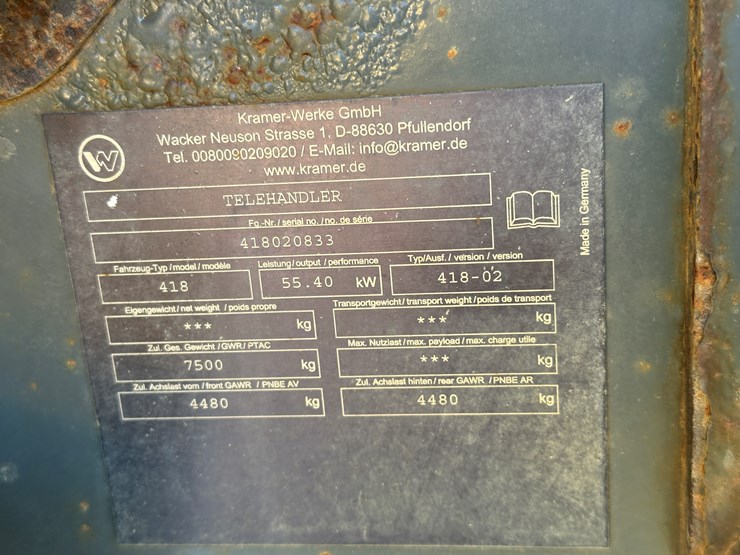 Kramer-Werke GmbH
Wacker Neuson Strasse 1, D-88630 Pfullendorf
Tel. 0080090209020 / E-Mail: info@kramer.de
www.kramer.de
W
TELEHANDLER
Fg.-Nr. / serial no. / no. de série
418020833
Made in Germany
Fahrzeug-Typ / model / modèle
Leistung / output / performance
Typ/Ausf. / version / version
418
55.40 kW
418-02
Eigengewicht / net weight / poids propre
Transportgewicht / transport weight / poids de transport
*** kg
*** kg
Zul. Ges. Gewicht / GWR / PTAC
Max. Nutzlast / max. payload / max. charge utile
7500 kg
*** kg
Zul. Achslast vorn / front GAWR / PNBE AV
Zul. Achslast hinten / rear GAWR / PNBE AR
4480 kg
4480 kg